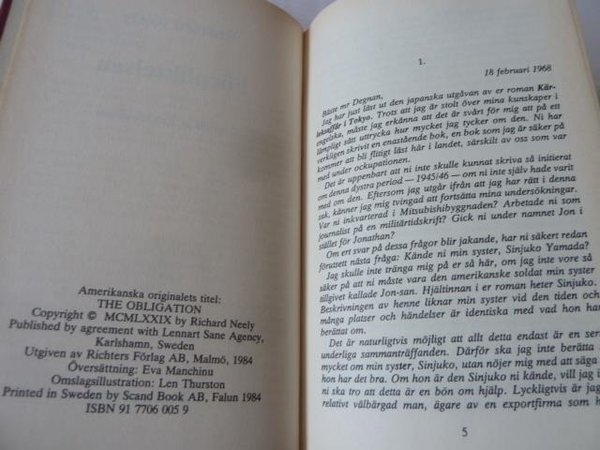 Amerikanska originalets titel:
THE OBLIGATION
Copyright © MCMLXXIX by Richard Neely
Published by agreement with Lennart Sane Agency,
Karlshamn, Sweden
Utgiven av Richters Förlag AB, Malmö, 1984
Översättning: Eva Manchinu
Omslagsillustration: Len Thurston
Printed in Sweden by Scand Book AB, Falun 1984
ISBN 91 7706 005 9
1.
18 februari 1968
Bäste mr Degnan,
Jag har just läst ut den japanska utgåvan av er roman Kär-
leksaffär i Tokyo. Trots att jag är stolt över mina kunskaper i
engelska, måste jag erkänna att det är svårt för mig att på ett
lämpligt sätt uttrycka hur mycket jag tycker om den. Ni har
verkligen skrivit en enastående bok, en bok som jag är säker på
kommer att bli flitigt läst här i landet, särskilt av oss som var
med under ockupationen.
Det är uppenbart att ni inte skulle kunnat skriva så initierat
om denna dystra period — 1945/46 — om ni inte själv hade varit
med om den. Eftersom jag utgår ifrån att jag har rätt i denna
sak, känner jag mig tvingad att fortsätta mina undersökningar.
Var ni inkvarterad i Mitsubishibyggnaden? Arbetade ni som
journalist på en militärtidskrift? Gick ni under namnet Jon i
stället för Jonathan?
Om ert svar på dessa frågor blir jakande, har ni säkert redan
förutsett nästa fråga: Kände ni min syster, Sinjuko Yamada?
Jag skulle inte tränga mig på er så här, om jag inte vore så
säker på att ni måste vara den amerikanske soldat min syster
tillgivet kallade Jon-san. Hjältinnan i er roman heter Sinjuko.
Beskrivningen av henne liknar min syster vid den tiden och
många platser och händelser är identiska med vad hon har
berättat.
Det är naturligtvis möjligt att allt detta endast är en ser
underliga sammanträffanden. Därför ska jag inte berätta
mycket om min syster, Sinjuko, utan nöjer mig med att säga
hon har det bra. Om hon är den Sinjuko ni kände, vill jag i
ni ska tro att detta är en bön om hjälp. Lyckligtvis är jag
relativt välbärgad man, ägare av en exportfirma som h
5